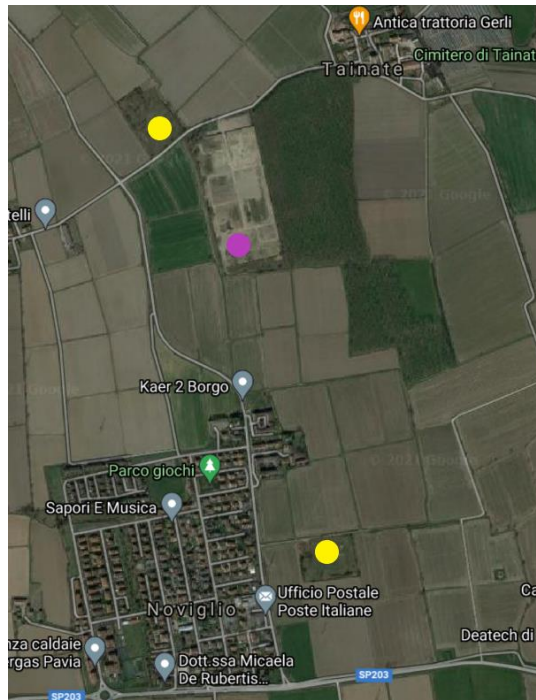 Antica trattoria Gerli
Tainate
Cimitero di Tainat
telli
Kaer 2 Borgo
Parco giochi
Sapori E Musica
Ufficio Postale
Poste Italiane
Noviglio
Ca
Deatech di
nza caldaie
ergas Pavia
Dott.ssa Micaela
De Rubertis...
SP203
SP203